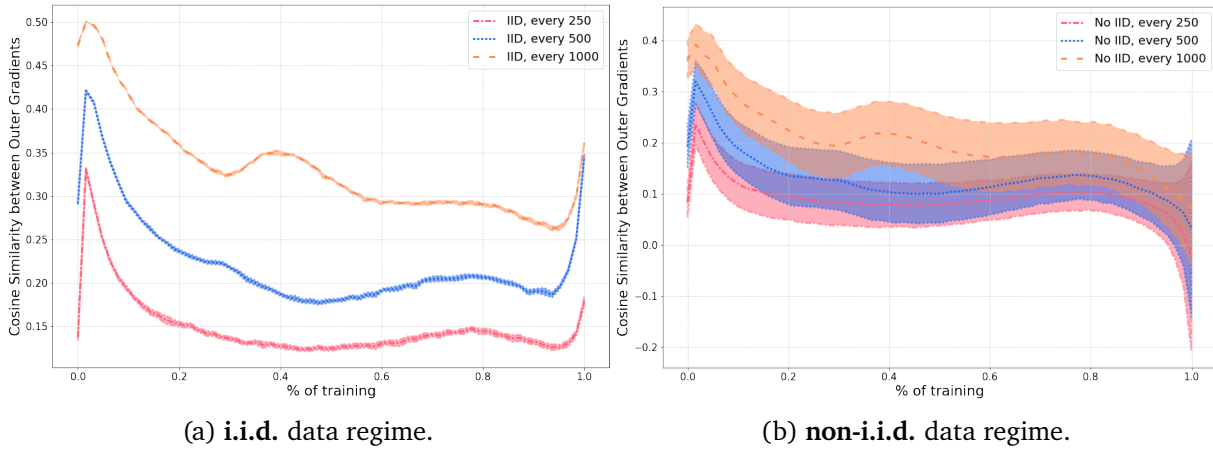 Cosine Similarity between Outer Gradients
0.50
0.45
0.40
0.35
0.30
0.25
0.20
0.15
0.0
0.2
0.4
0.6
0.8
1.0
% of training
IID, every 250
IID, every 500
IID, every 1000
(a) i.i.d. data regime.
Cosine Similarity between Outer Gradients
0.4
0.3
0.2
0.1
0.0
−0.1
−0.2
0.0
0.2
0.4
0.6
0.8
1.0
% of training
No IID, every 250
No IID, every 500
No IID, every 1000
(b) non-i.i.d. data regime.